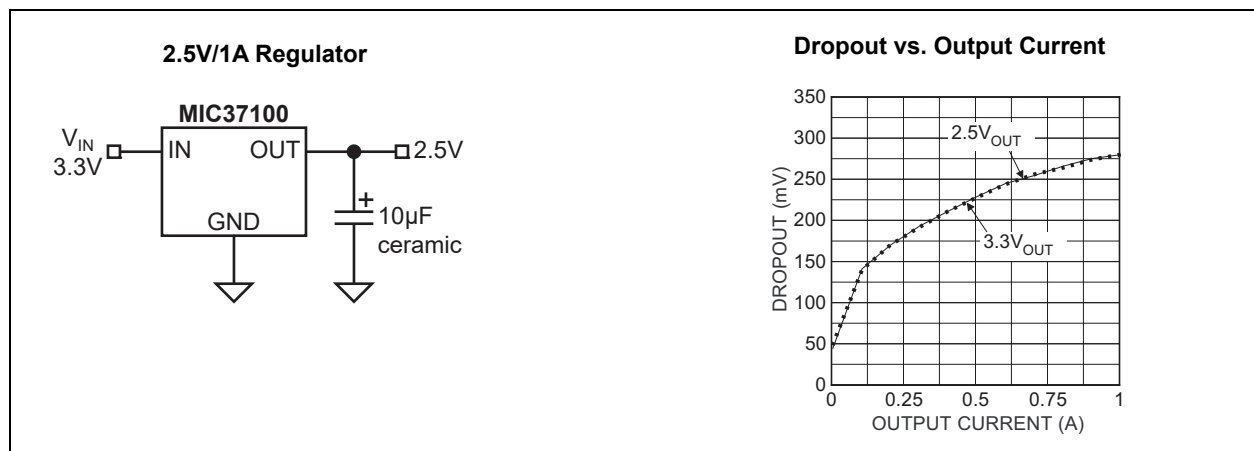 2.5V/1A Regulator
MIC37100
V_IN
3.3V
IN
OUT
2.5V
GND
+
10µF
ceramic
Dropout vs. Output Current
DROPOUT (mV)
350
300
250
200
150
100
50
0
2.5V_OUT
3.3V_OUT
0 0.25 0.5 0.75 1
OUTPUT CURRENT (A)